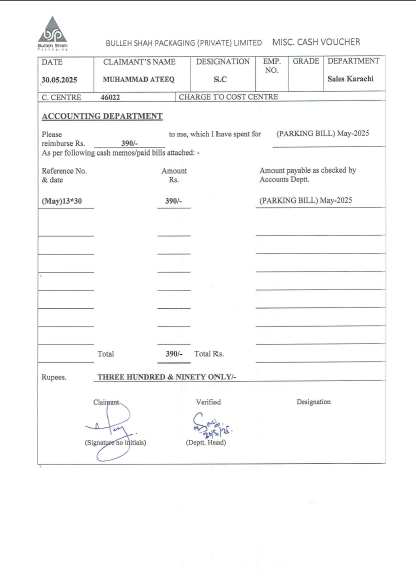 Bulleh Shah
Packaging
BULLEH SHAH PACKAGING (PRIVATE) LIMITED MISC. CASH VOUCHER
DATE CLAIMANT'S NAME DESIGNATION EMP. NO. GRADE DEPARTMENT
30.05.2025 MUHAMMAD ATEEQ S.C Sales Karachi
C. CENTRE 46022 CHARGE TO COST CENTRE
ACCOUNTING DEPARTMENT
Please reimburse Rs. 390/- to me, which I have spent for (PARKING BILL) May-2025
As per following cash memos/paid bills attached: -
Reference No. & date Amount Rs. Amount payable as checked by Accounts Deptt.
(May)13*30 390/- (PARKING BILL) May-2025
Total 390/- Total Rs.
Rupees. THREE HUNDRED & NINETY ONLY/-
Claimant Verified Designation
(Signature no Initials) (Deptt. Head)